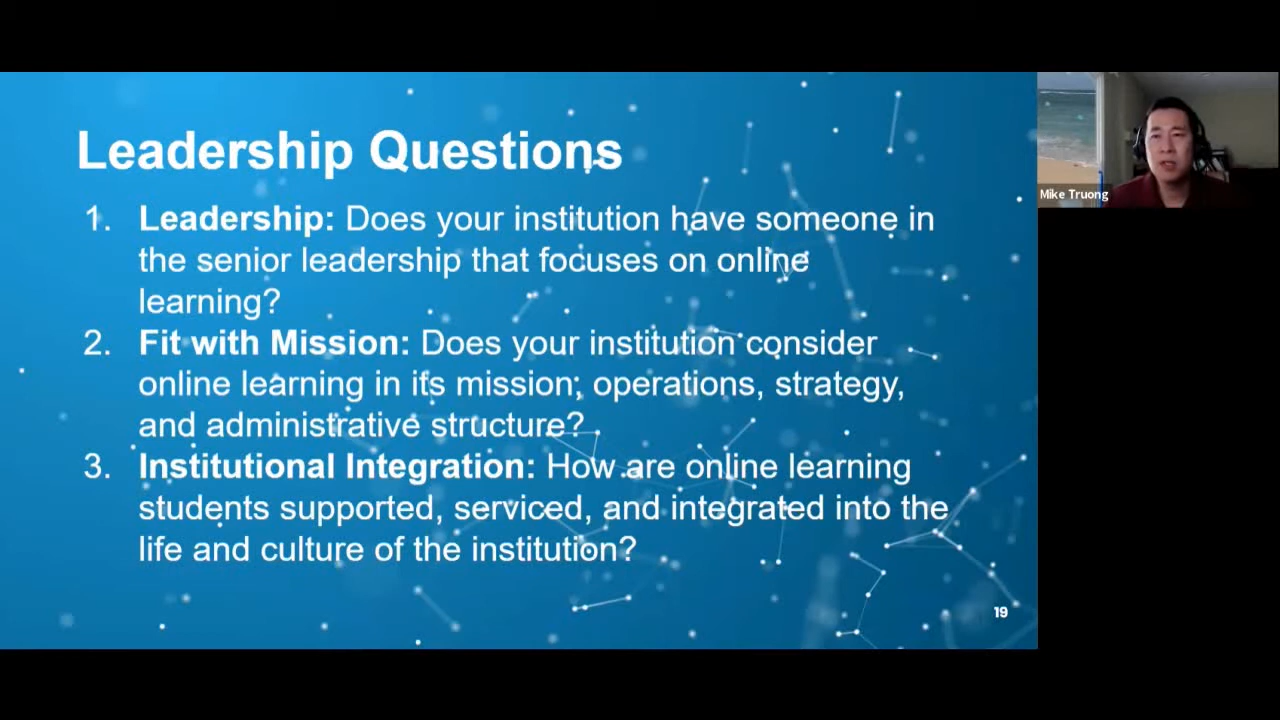 Leadership Questions
1. Leadership: Does your institution have someone in
the senior leadership that focuses on online
learning?
2. Fit with Mission: Does your institution consider
online learning in its mission, operations, strategy,
and administrative structure?
3. Institutional Integration: How are online learning
students supported, serviced, and integrated into the
life and culture of the institution?
19
Mike Truong